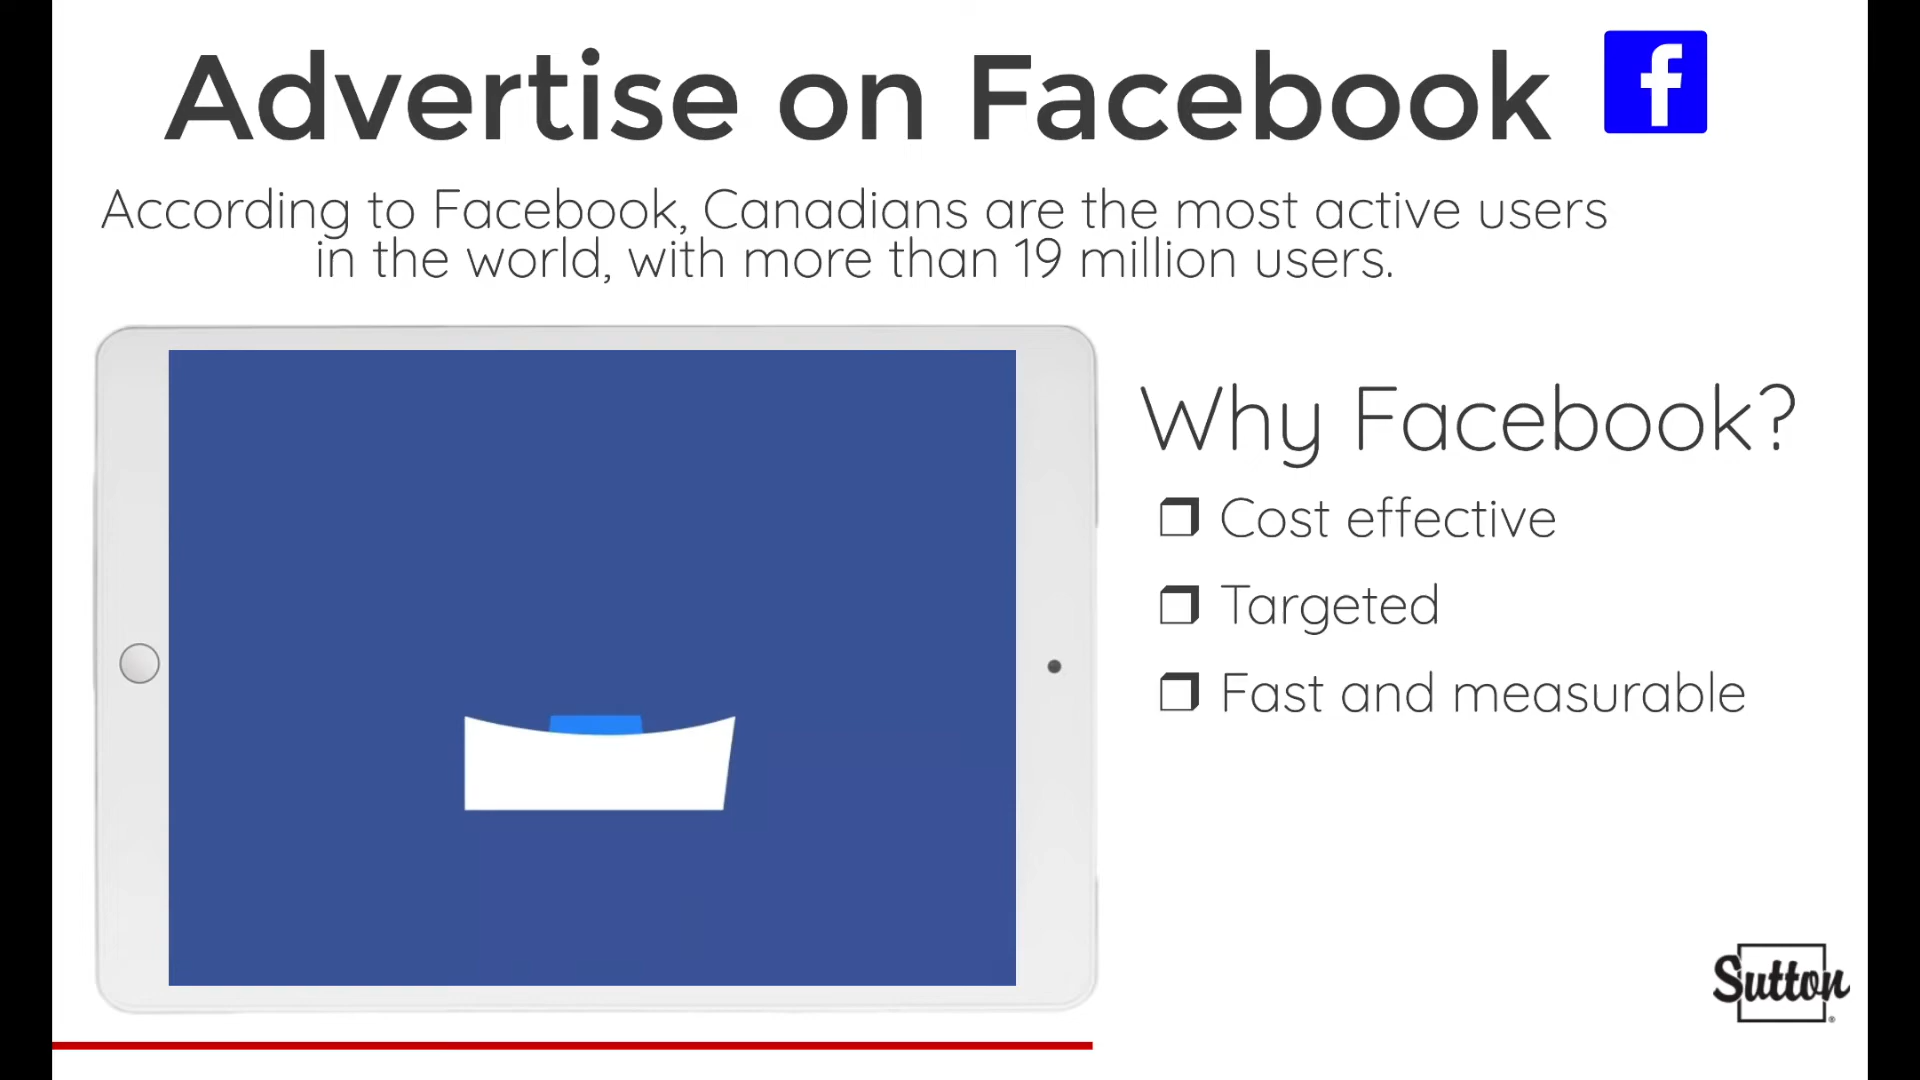 Advertise on Facebook f
According to Facebook, Canadians are the most active users
in the world, with more than 19 million users.
Why Facebook?
❒ Cost effective
❒ Targeted
❒ Fast and measurable
Sutton®